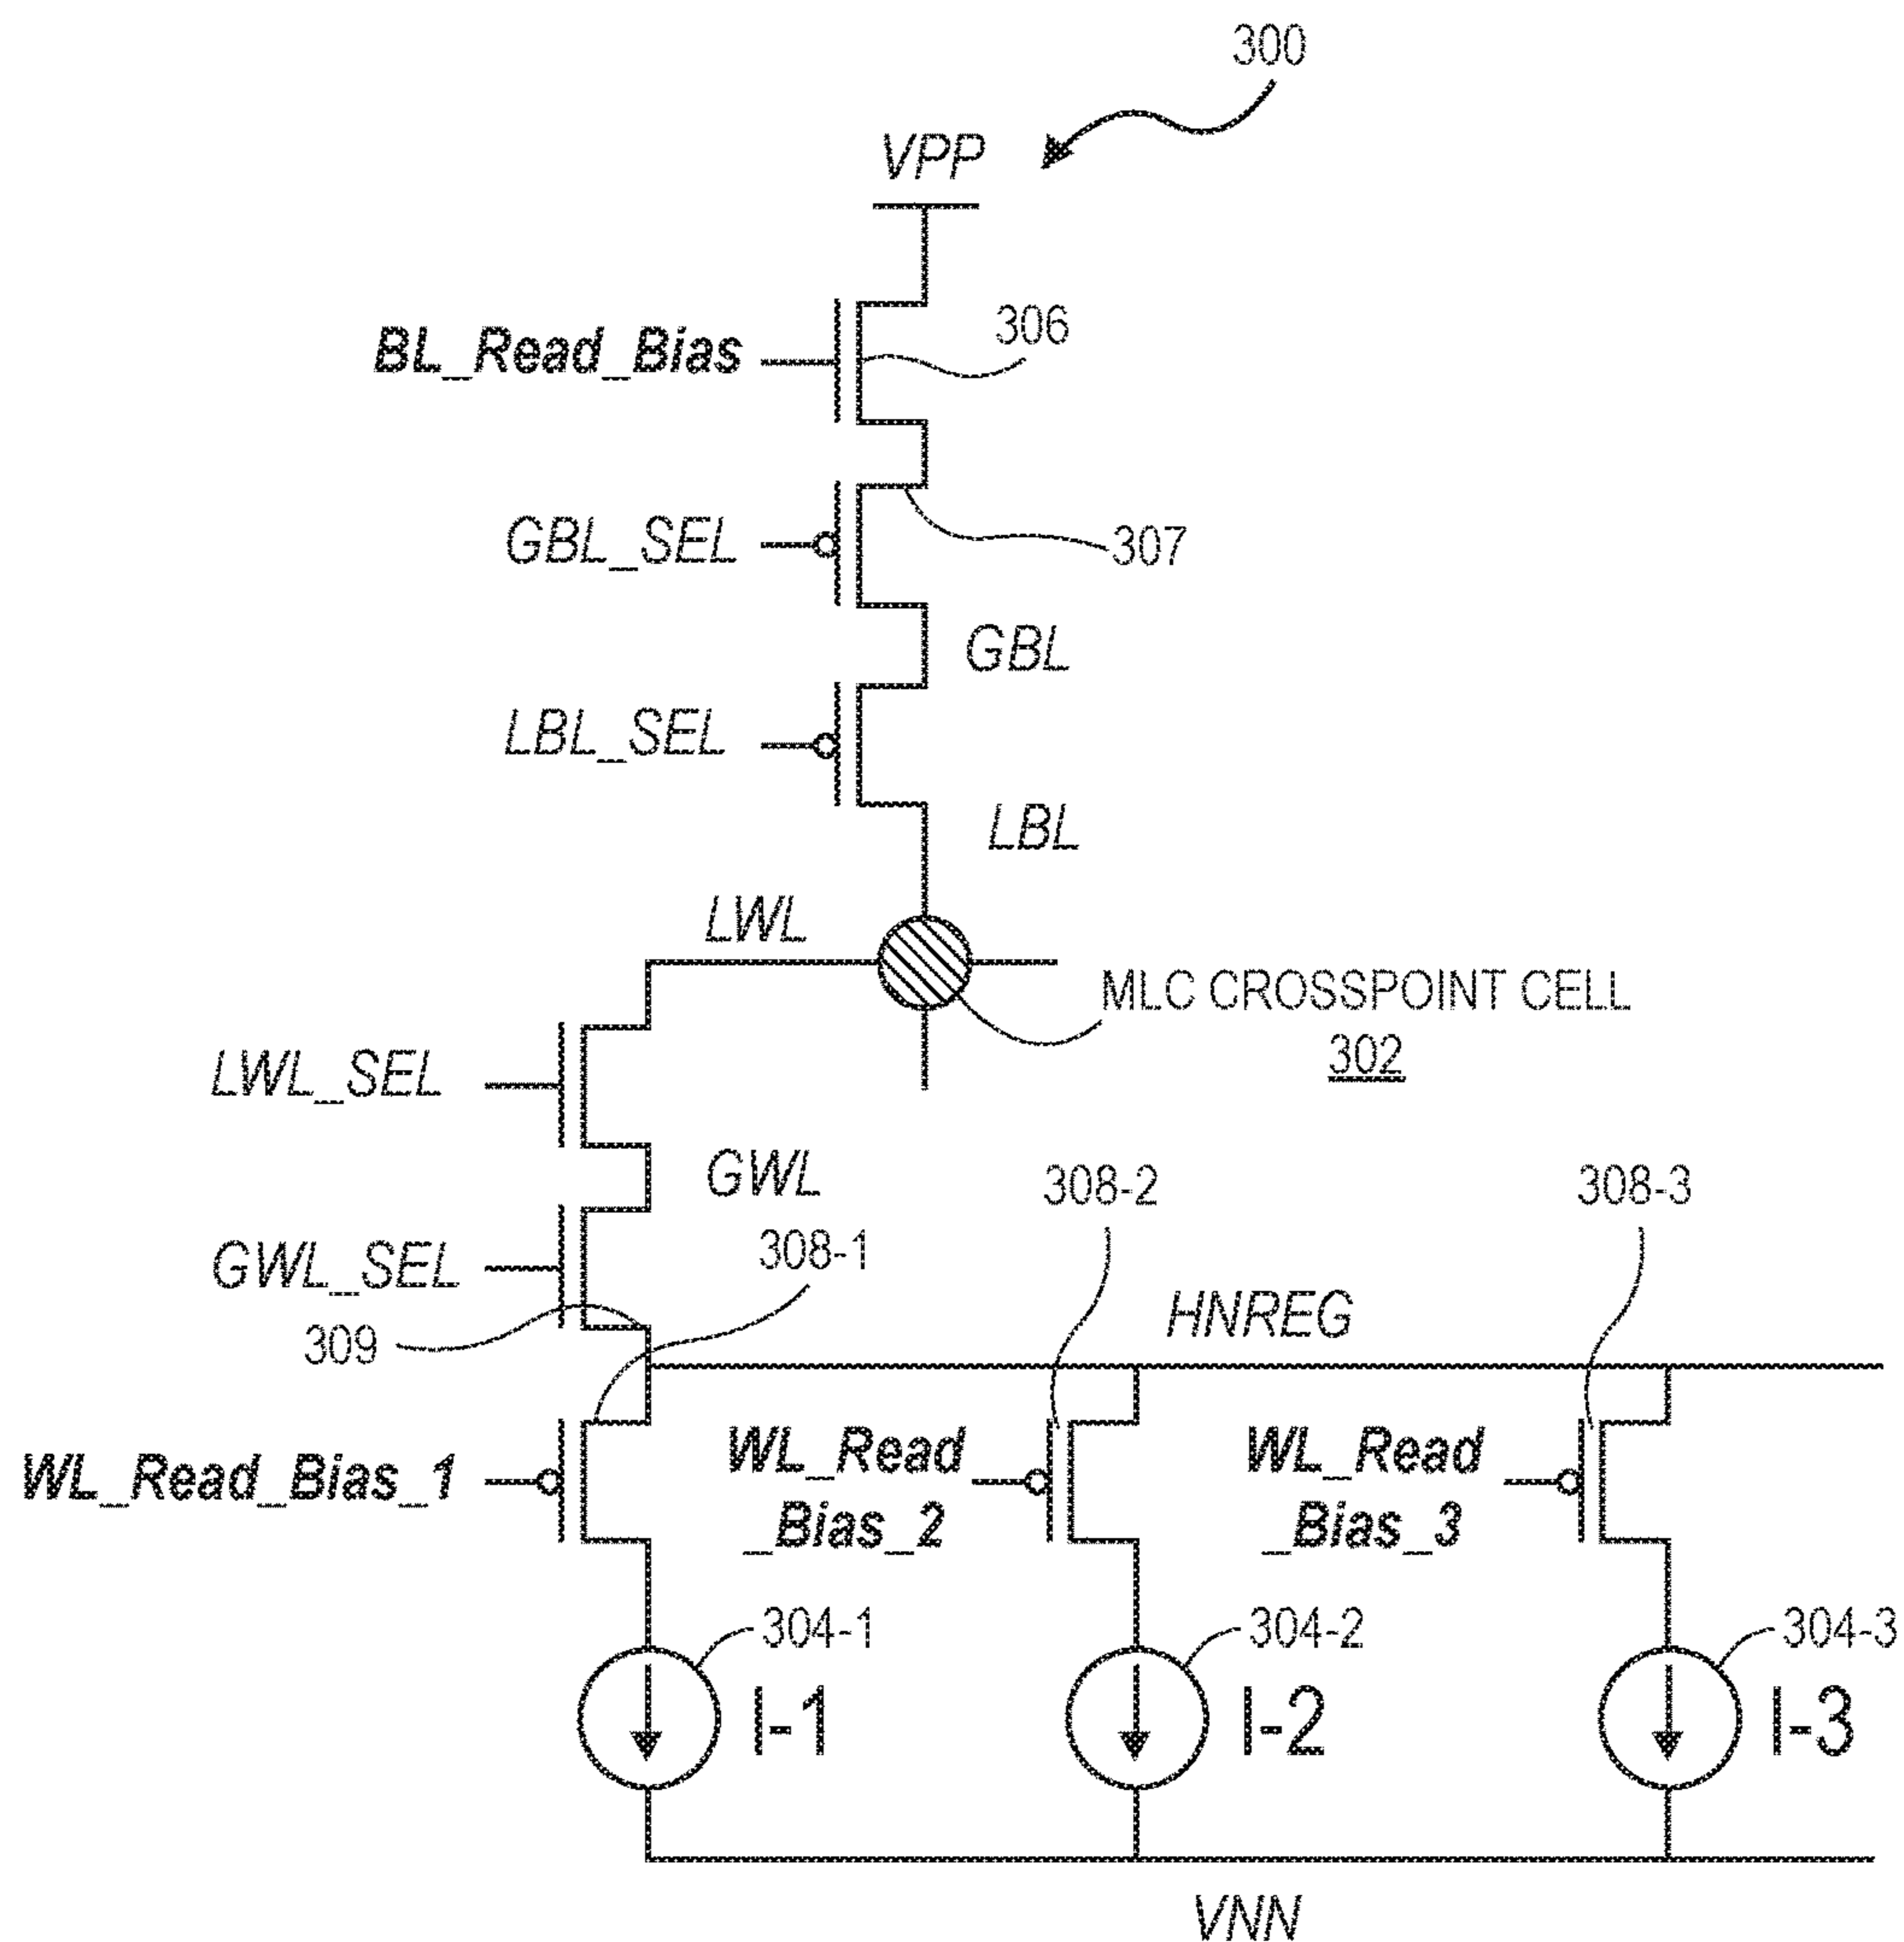 300
VPP
BL_Read_Bias
306
GBL_SEL
307
GBL
LBL_SEL
LBL
LWL
MLC CROSSPOINT CELL
302
LWL_SEL
GWL
308-2
308-3
GWL_SEL
308-1
HNREG
309
WL_Read_Bias_1
WL_Read
_Bias_2
WL_Read
_Bias_3
304-1
304-2
304-3
I-1
I-2
I-3
VNN